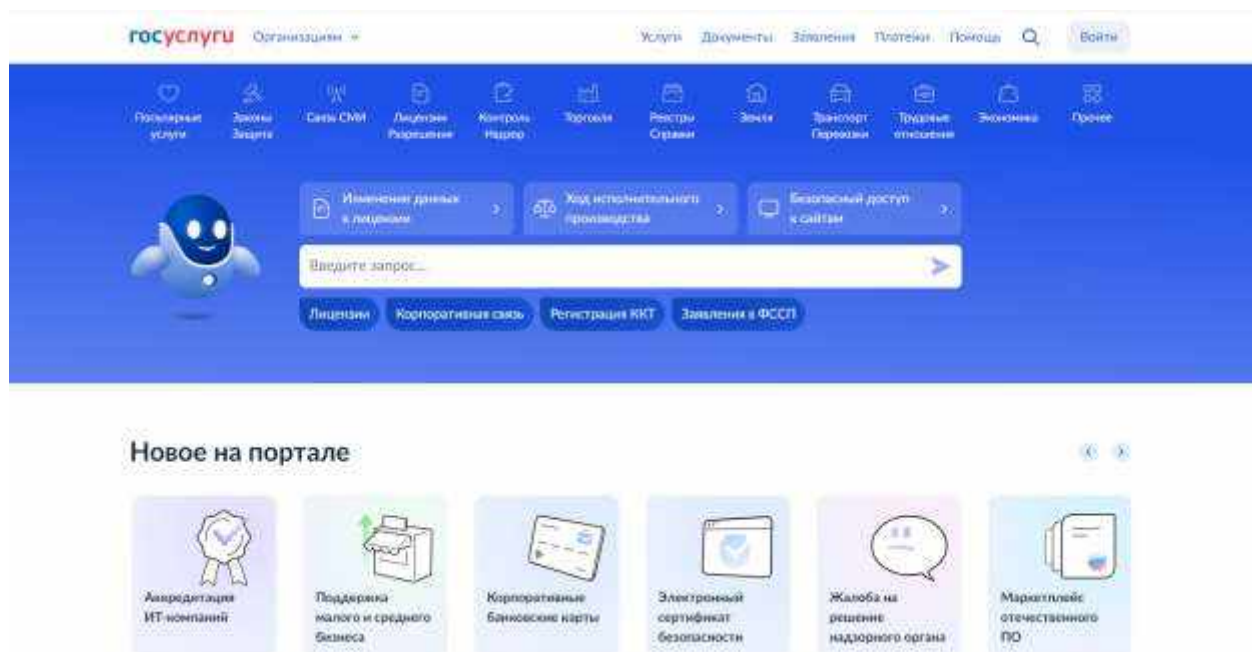 госуслуги Организациям
Услуги Документы Заявления Платежи Помощь Войти
Популярные услуги
Законы Защита
Связь СМИ
Лицензии Разрешения
Контроль Надзор
Торговля
Реестры Справки
Земля
Транспорт Перевозки
Трудовые отношения
Экономика
Прочее
Изменение данных
в лицензии
Ход исполнительного
производства
Безопасный доступ
к сайтам
Введите запрос...
Лицензии Корпоративная связь Регистрация ККТ Заявления в ФССП
Новое на портале
Аккредитация
ИТ-компаний
Поддержка
малого и среднего
бизнеса
Корпоративные
банковские карты
Электронный
сертификат
безопасности
Жалоба на
решение
надзорного органа
Маркетплейс
отечественного
ПО